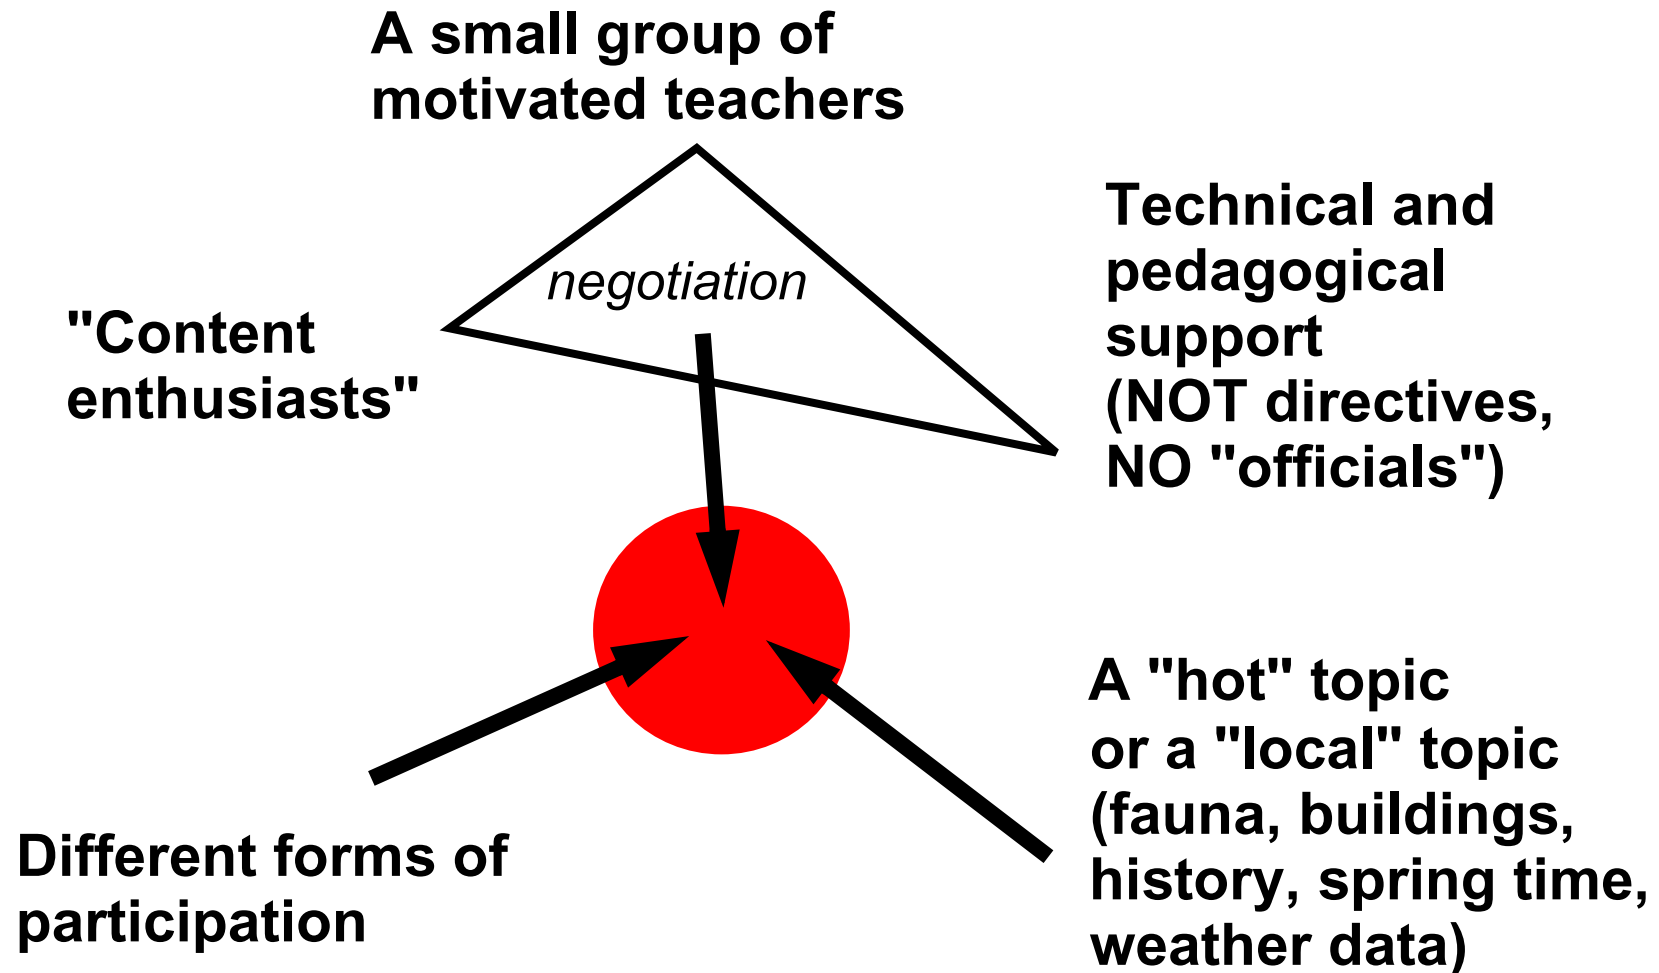 A small group of
motivated teachers
Technical and
pedagogical
support
(NOT directives,
NO "officials")
negotiation
"Content
enthusiasts"
A "hot" topic
or a "local" topic
(fauna, buildings,
history, spring time,
weather data)
Different forms of
participation